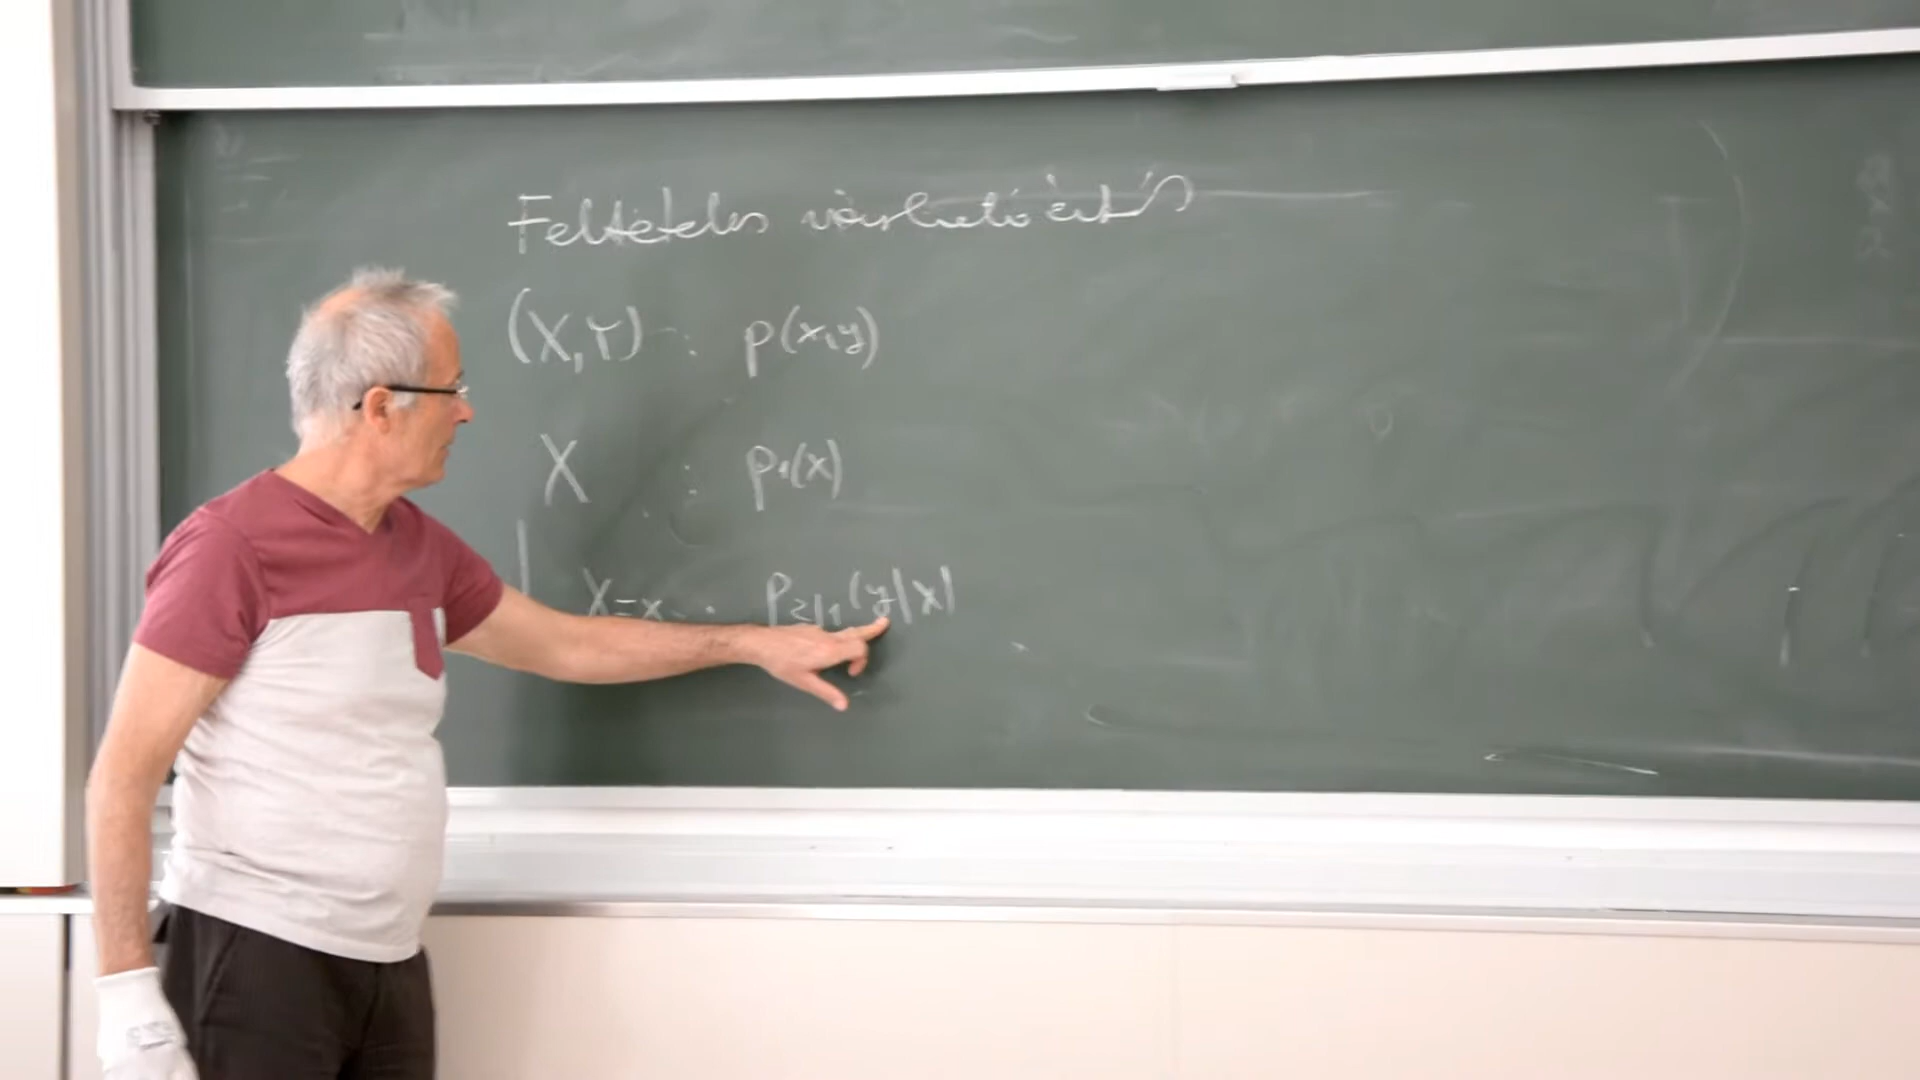 Feltételes várható érték
(X,Y) : p(x,y)
X : p₁(x)
X=x : p₂|₁(y|x)